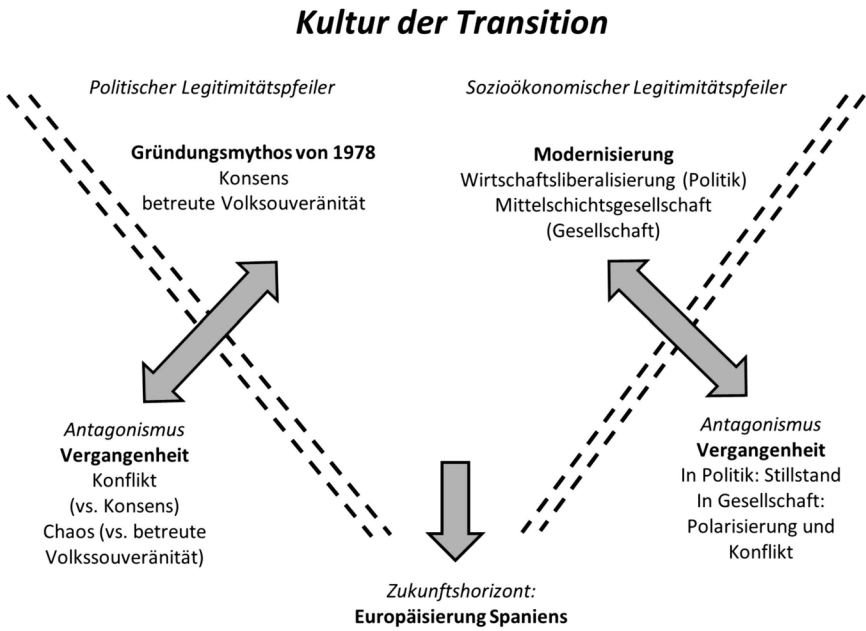 Kultur der Transition
Politischer Legitimitätspfeiler
Sozioökonomischer Legitimitätspfeiler
Gründungsmythos von 1978
Konsens
betreute Volksouveränität
Modernisierung
Wirtschaftsliberalisierung (Politik)
Mittelschichtsgesellschaft
(Gesellschaft)
Antagonismus
Vergangenheit
Konflikt
(vs. Konsens)
Chaos (vs. betreute
Volkssouveränität)
Antagonismus
Vergangenheit
In Politik: Stillstand
In Gesellschaft:
Polarisierung und
Konflikt
Zukunftshorizont:
Europäisierung Spaniens